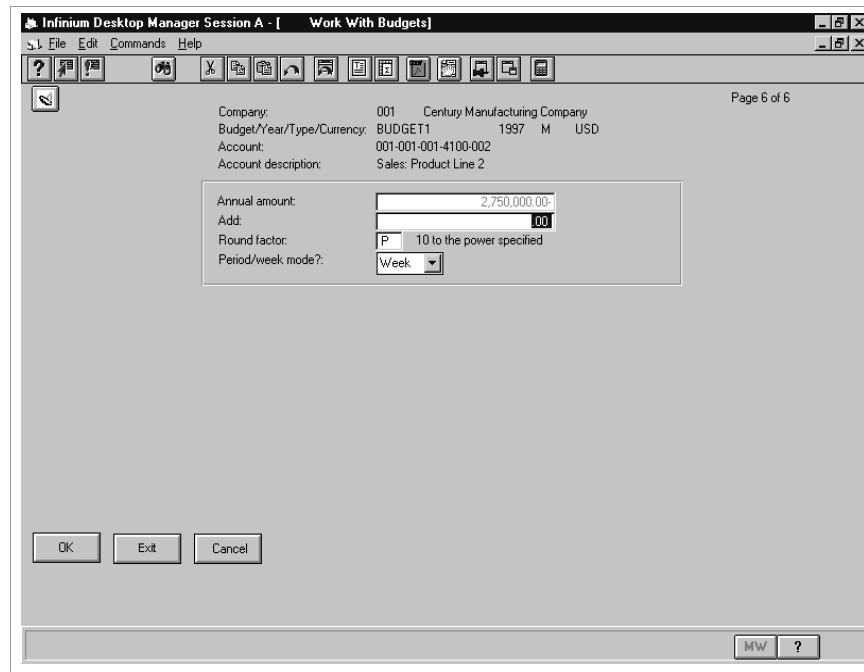 Infinium Desktop Manager Session A - [ Work With Budgets]
File Edit Commands Help
Page 6 of 6
Company: 001 Century Manufacturing Company
Budget/Year/Type/Currency: BUDGET1 1997 M USD
Account: 001-001-001-4100-002
Account description: Sales: Product Line 2
Annual amount: 2,750,000.00-
Add: .00
Round factor: P 10 to the power specified
Period/week mode?: Week
OK Exit Cancel
MW ?